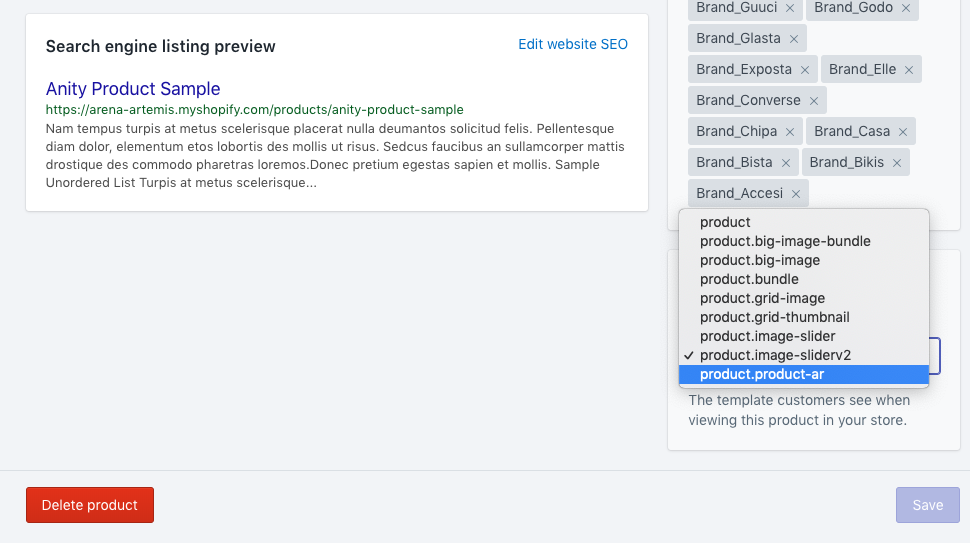 Search engine listing preview
Edit website SEO
Anity Product Sample
https://arena-artemis.myshopify.com/products/anity-product-sample
Nam tempus turpis at metus scelerisque placerat nulla deumantos solicitud felis. Pellentesque
diam dolor, elementum etos lobortis des mollis ut risus. Sedcus faucibus an sullamcorper mattis
drostique des commodo pharetras loremos.Donec pretium egestas sapien et mollis. Sample
Unordered List Turpis at metus scelerisque...
Brand_Guuci × Brand_Godo ×
Brand_Glasta ×
Brand_Exposta × Brand_Elle ×
Brand_Converse ×
Brand_Chipa × Brand_Casa ×
Brand_Bista × Brand_Bikis ×
Brand_Accesi ×
product
product.big-image-bundle
product.big-image
product.bundle
product.grid-image
product.grid-thumbnail
product.image-slider
✓ product.image-sliderv2
product.product-ar
The template customers see when
viewing this product in your store.
Delete product
Save